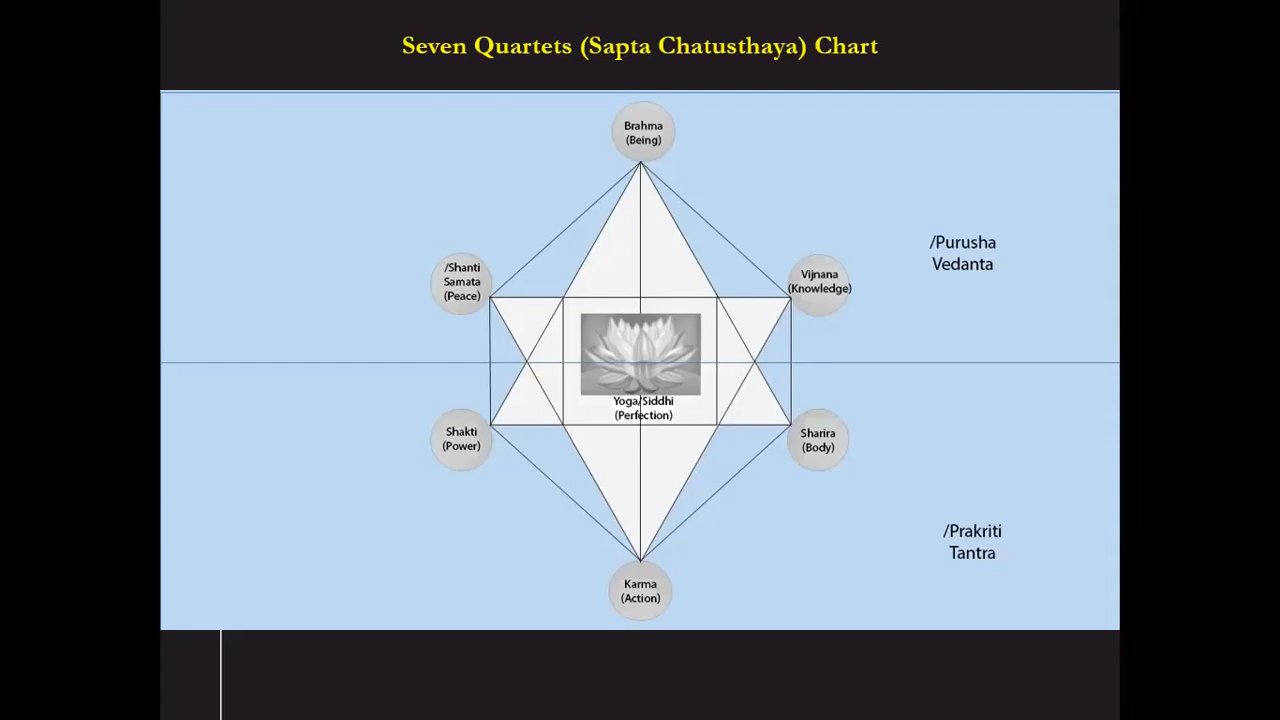 Seven Quartets (Sapta Chatusthaya) Chart
Brahma
(Being)
/Purusha
Vedanta
/Shanti
Samata
(Peace)
Vijnana
(Knowledge)
Yoga/Siddhi
(Perfection)
Shakti
(Power)
Sharira
(Body)
/Prakriti
Tantra
Karma
(Action)